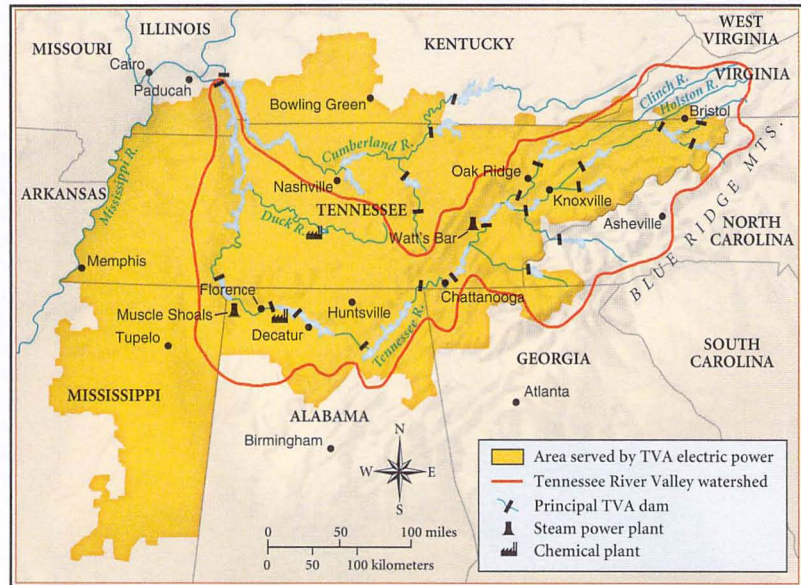 WEST
VIRGINIA
ILLINOIS
MISSOURI
KENTUCKY
Cairo
Paducah
VIRGINIA
Clinch R.
Holston R.
Bowling Green
Bristol
Cumberland R.
Oak Ridge
BLUE RIDGE MTS.
ARKANSAS
Mississippi R.
Nashville
TENNESSEE
Knoxville
Duck R.
Watt's Bar
Asheville
NORTH
CAROLINA
Memphis
Florence
Chattanooga
Muscle Shoals
Huntsville
Decatur
Tupelo
Tennessee R.
GEORGIA
SOUTH
CAROLINA
MISSISSIPPI
Atlanta
ALABAMA
Birmingham
N
W
E
S
0 50 100 miles
0 50 100 kilometers
Area served by TVA electric power
Tennessee River Valley watershed
Principal TVA dam
Steam power plant
Chemical plant